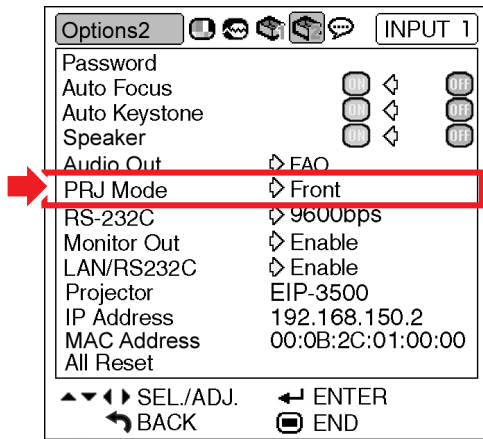 Options2 INPUT 1
Password
Auto Focus ON OFF
Auto Keystone ON OFF
Speaker ON OFF
Audio Out FAO
PRJ Mode Front
RS-232C 9600bps
Monitor Out Enable
LAN/RS232C Enable
Projector EIP-3500
IP Address 192.168.150.2
MAC Address 00:0B:2C:01:00:00
All Reset
SEL./ADJ. ENTER
BACK END